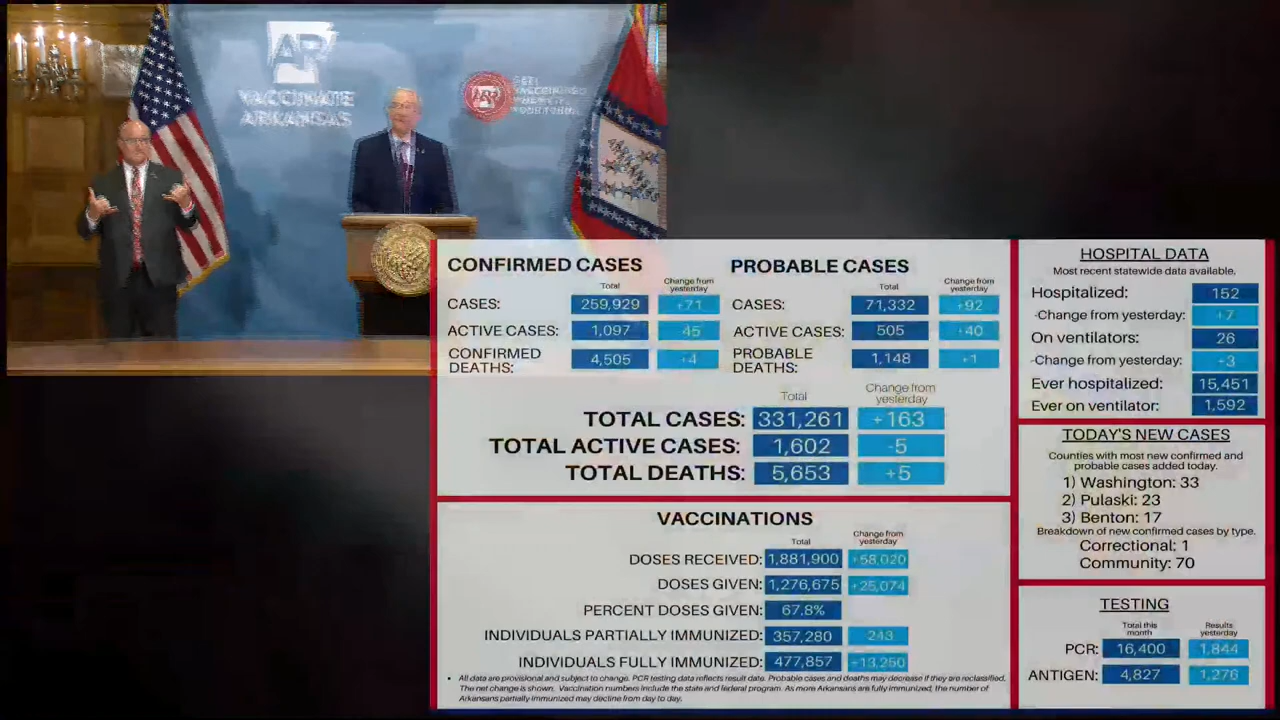 AR
VACCINATE
ARKANSAS
CONFIRMED CASES
Total
Change from
yesterday
CASES: 259,929 +71
ACTIVE CASES: 1,097 -45
CONFIRMED
DEATHS: 4,505 +4
PROBABLE CASES
Total
Change from
yesterday
CASES: 71,332 +92
ACTIVE CASES: 505 +40
PROBABLE
DEATHS: 1,148 +1
Total
Change from
yesterday
TOTAL CASES: 331,261 +163
TOTAL ACTIVE CASES: 1,602 -5
TOTAL DEATHS: 5,653 +5
VACCINATIONS
Total
Change from
yesterday
DOSES RECEIVED: 1,881,900 +58,020
DOSES GIVEN: 1,276,675 +25,074
PERCENT DOSES GIVEN: 67.8%
INDIVIDUALS PARTIALLY IMMUNIZED: 357,280 243
INDIVIDUALS FULLY IMMUNIZED: 477,857 +13,250
• All data are provisional and subject to change. PCR testing data reflects result date. Probable cases and deaths may decrease if they are reclassified.
The net change is shown. Vaccination numbers include the state and federal program. As more Arkansans are fully immunized, the number of
Arkansans partially immunized may decline from day to day.
HOSPITAL DATA
Most recent statewide data available.
Hospitalized: 152
-Change from yesterday: +7
On ventilators: 26
-Change from yesterday: +3
Ever hospitalized: 15,451
Ever on ventilator: 1,592
TODAY'S NEW CASES
Counties with most new confirmed and
probable cases added today.
1) Washington: 33
2) Pulaski: 23
3) Benton: 17
Breakdown of new confirmed cases by type.
Correctional: 1
Community: 70
TESTING
Total this
month
Results
yesterday
PCR: 16,400 1,844
ANTIGEN: 4,827 1,276